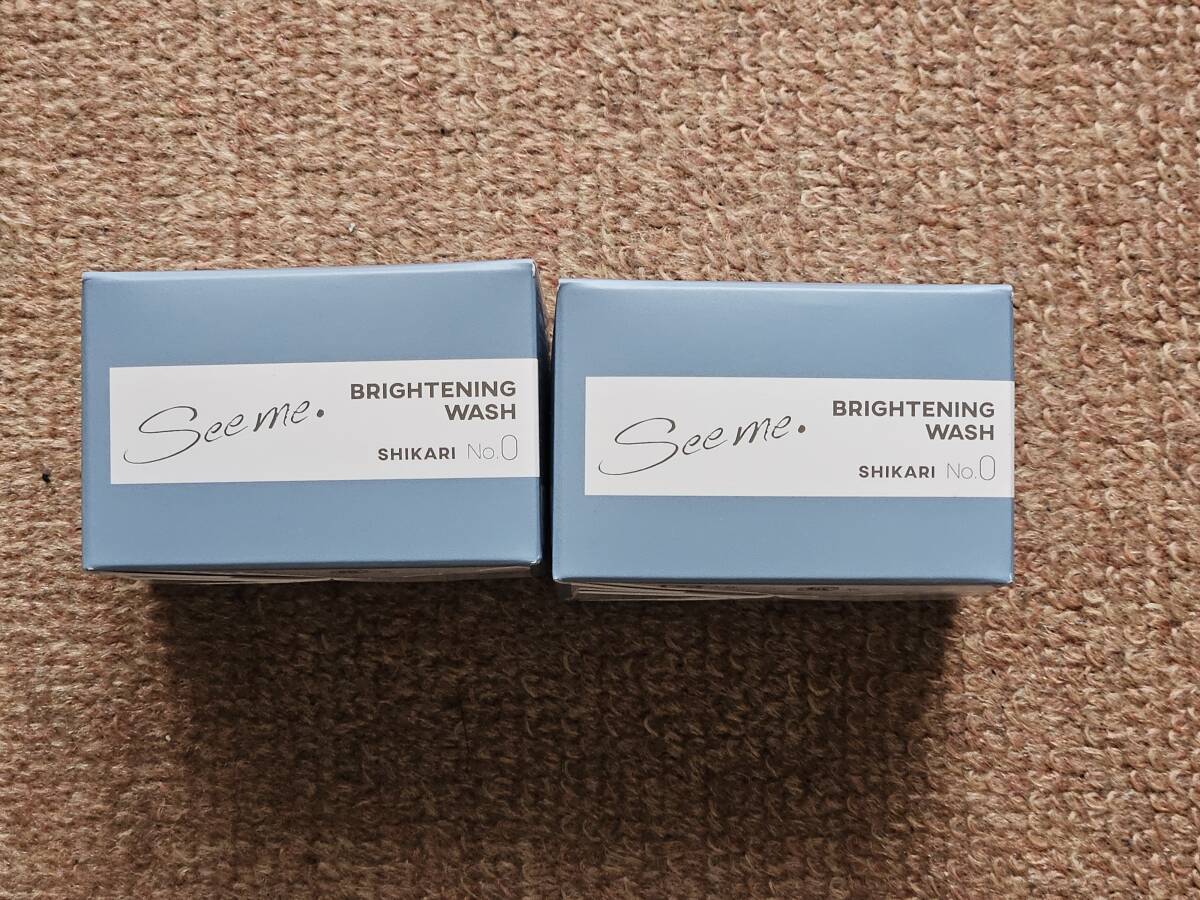 See me.
BRIGHTENING
WASH
SHIKARI No.0
See me.
BRIGHTENING
WASH
SHIKARI No.0